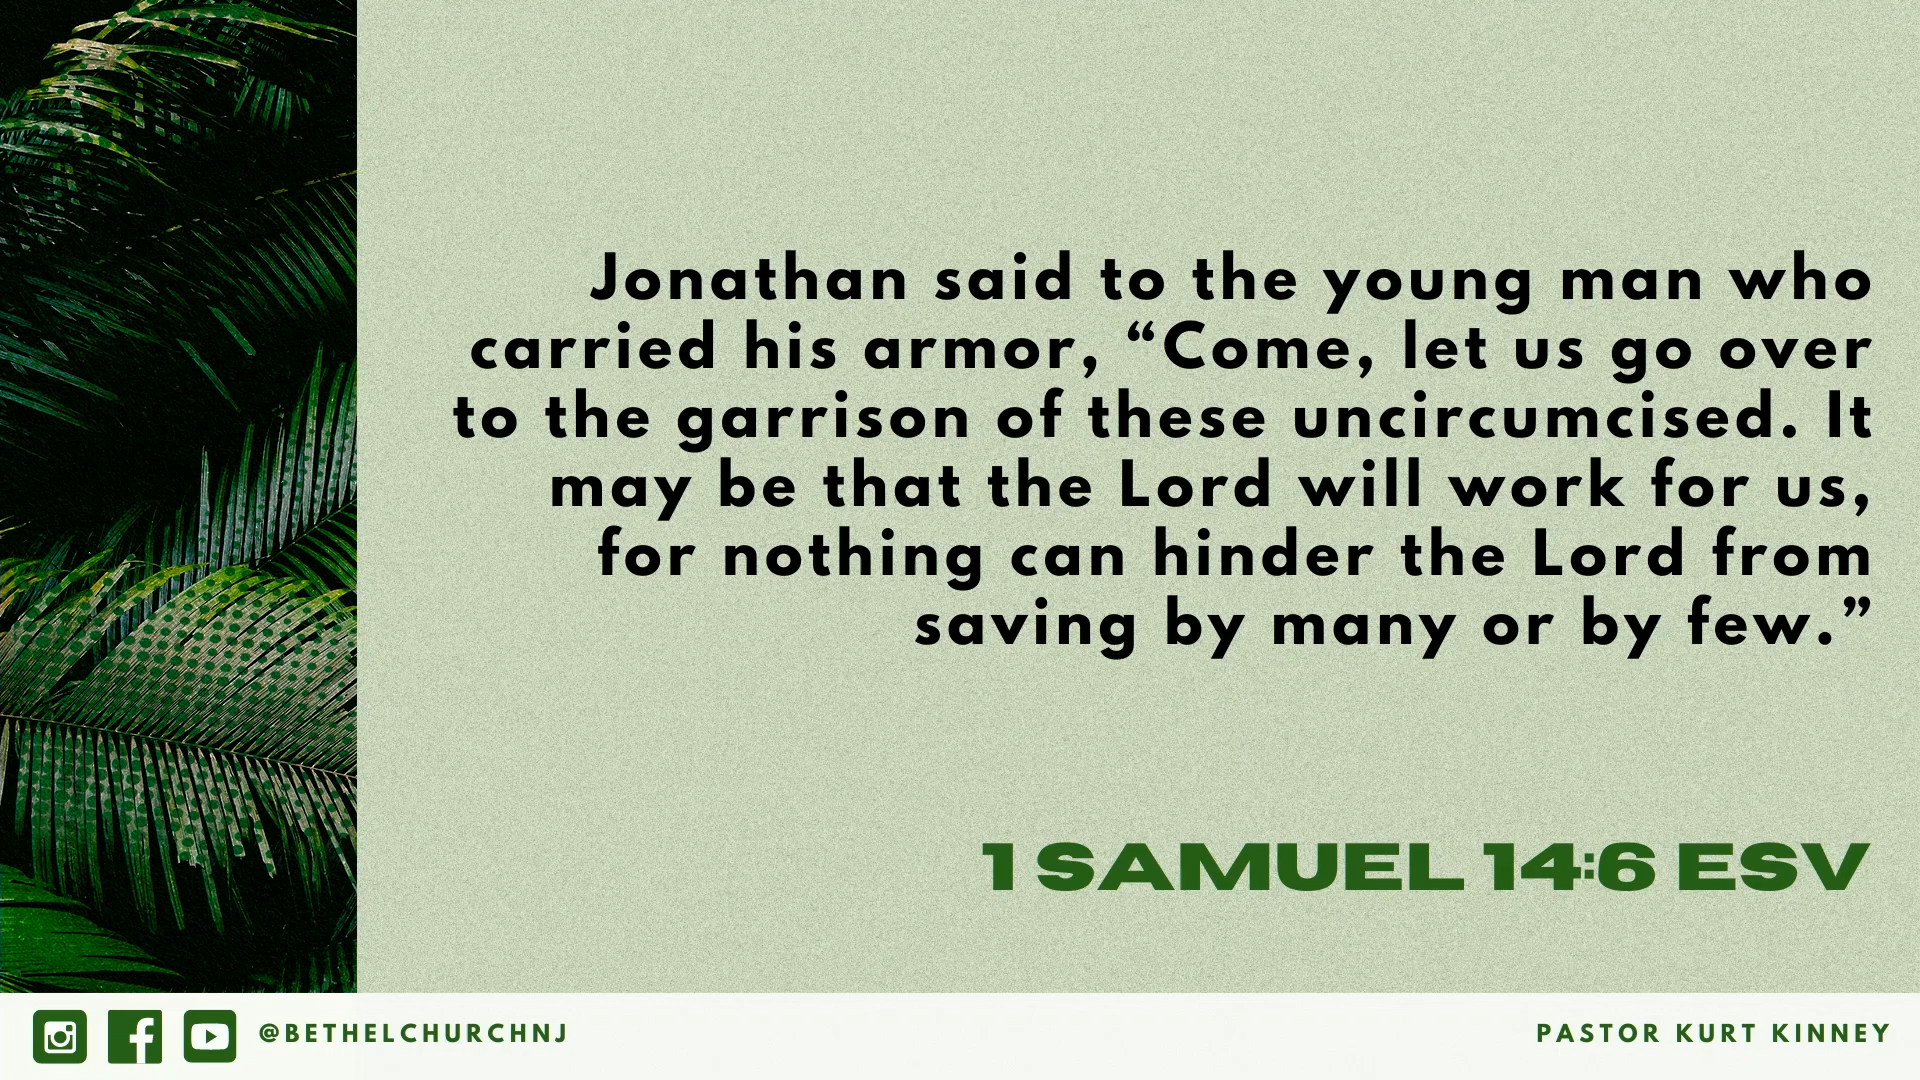 Jonathan said to the young man who
carried his armor, “Come, let us go over
to the garrison of these uncircumcised. It
may be that the Lord will work for us,
for nothing can hinder the Lord from
saving by many or by few.”
1 SAMUEL 14:6 ESV
@BETHELCHURCHNJ
PASTOR KURT KINNEY